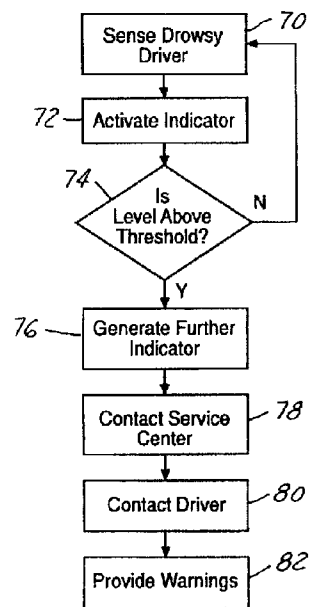 Sense Drowsy
Driver
70
72
Activate Indicator
74
Is
Level Above
Threshold?
N
Y
76
Generate Further
Indicator
Contact Service
Center
78
Contact Driver
80
Provide Warnings
82